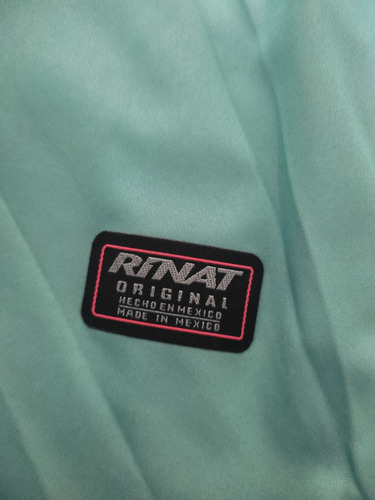 RINAT
ORIGINAL
HECHO EN MEXICO
MADE IN MEXICO